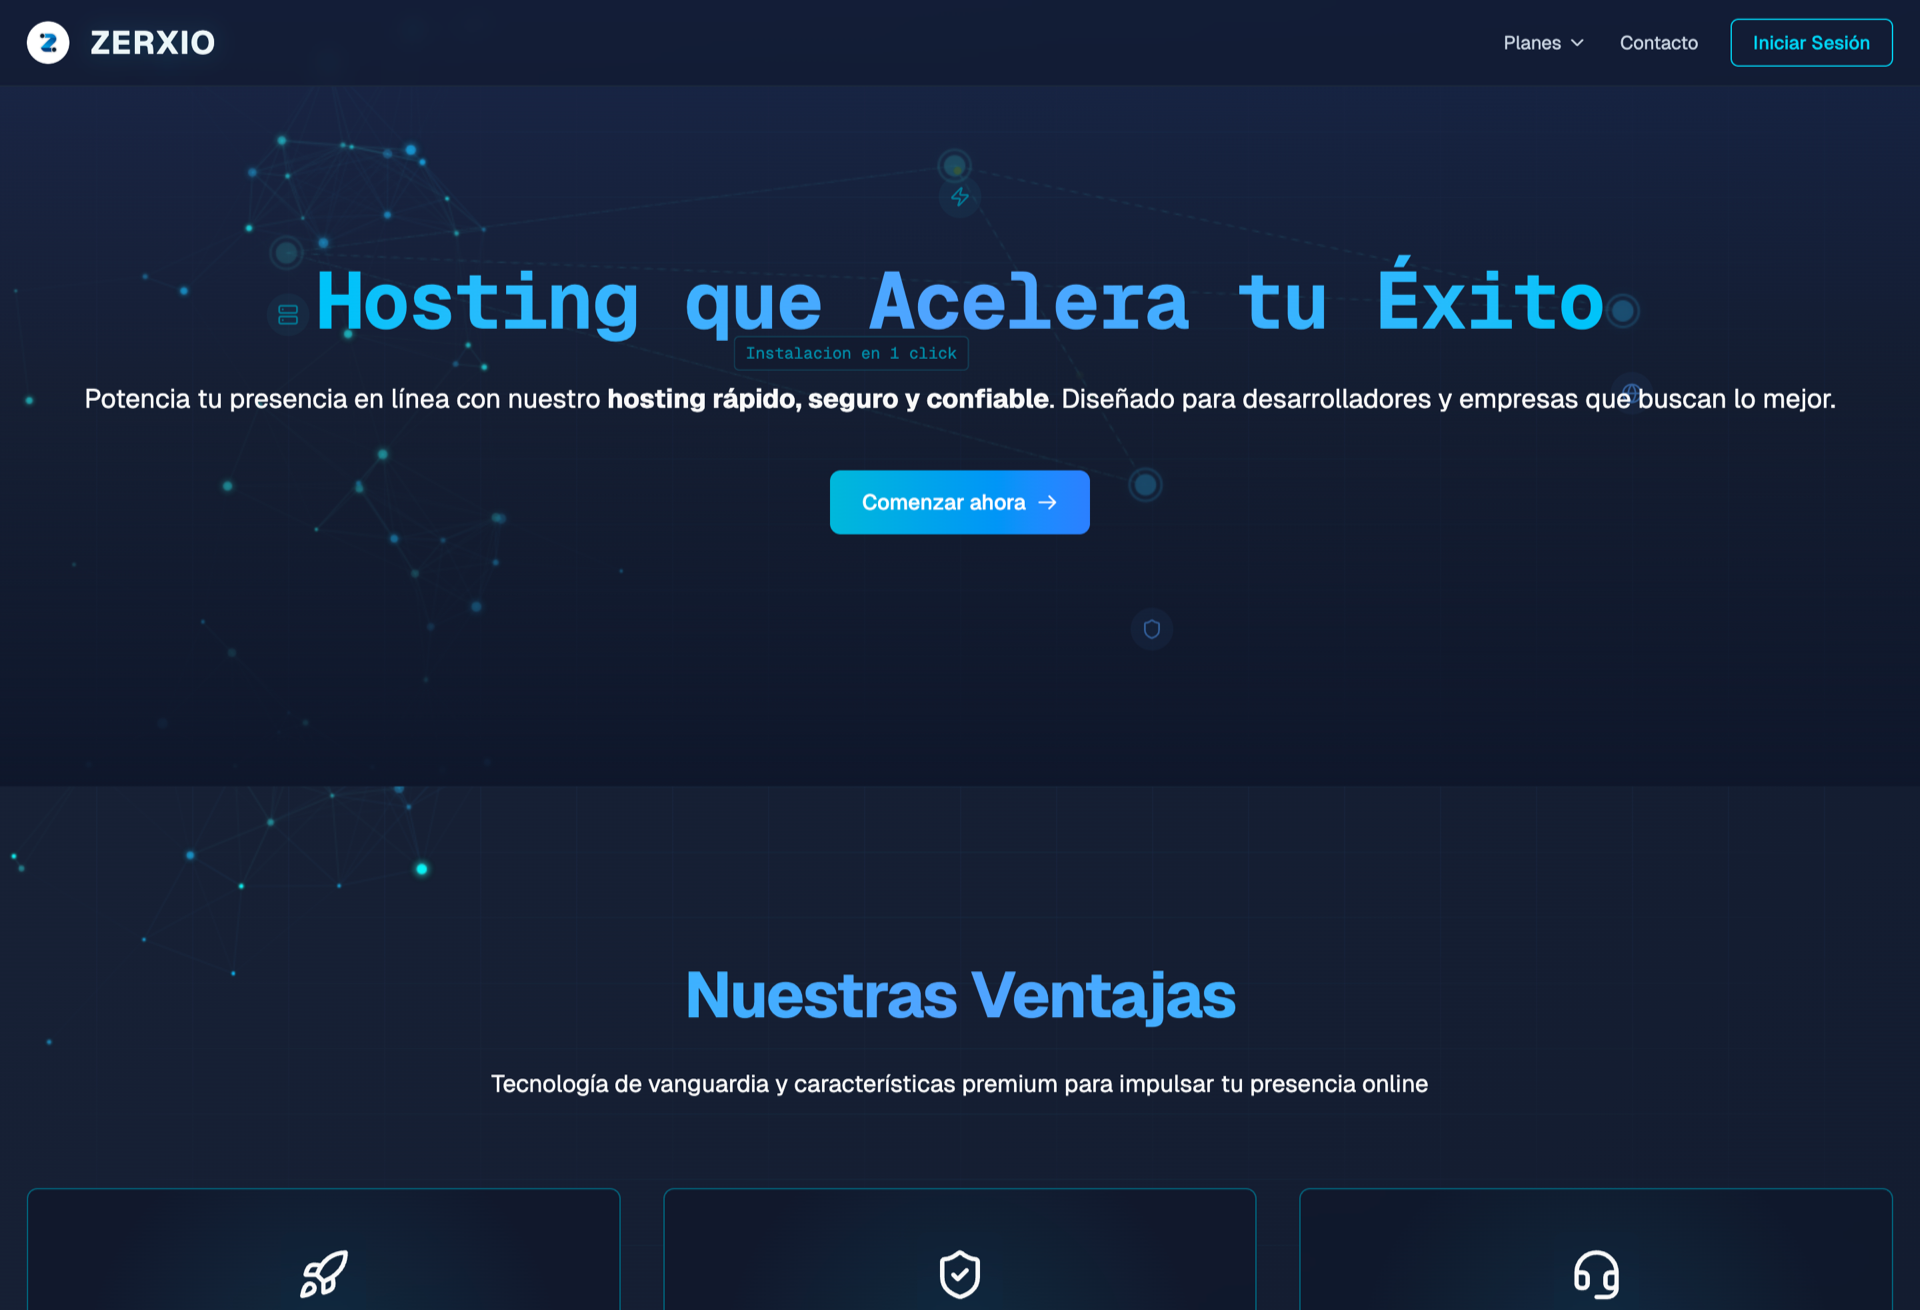 ZERXIO
Planes
Contacto
Iniciar Sesión
Hosting que Acelera tu Éxito
Instalacion en 1 click
Potencia tu presencia en línea con nuestro hosting rápido, seguro y confiable. Diseñado para desarrolladores y empresas que buscan lo mejor.
Comenzar ahora
Nuestras Ventajas
Tecnología de vanguardia y características premium para impulsar tu presencia online